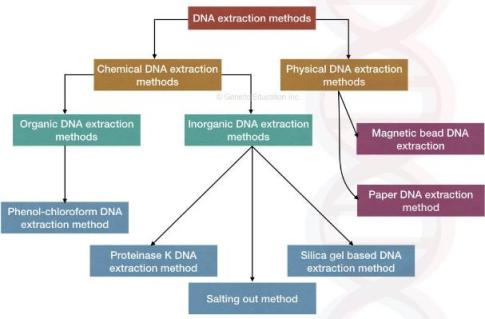 DNA extraction methods
Chemical DNA extraction
methods
Physical DNA extraction
methods
© Genetic Education Inc.
Organic DNA extraction
methods
Inorganic DNA extraction
methods
Magnetic bead DNA
extraction
Paper DNA extraction
method
Phenol-chloroform DNA
extraction method
Proteinase K DNA
extraction method
Silica gel based DNA
extraction method
Salting out method